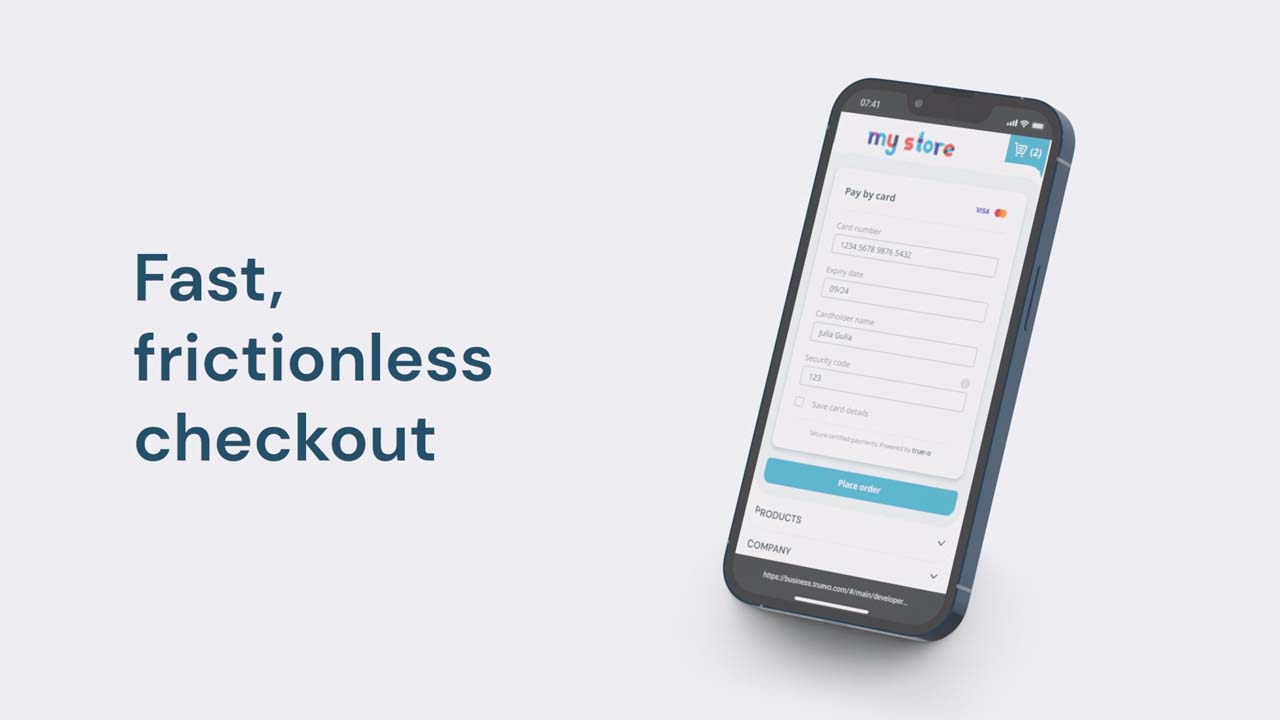 Fast,
frictionless
checkout
07:41
my store
(2)
Pay by card
VISA
Card number
1234 5678 9876 5432
Expiry date
09/24
Cardholder name
Julia Gulia
Security code
123
Save card details
Secure certified payments. Powered by truevo
Place order
PRODUCTS
COMPANY
https://business.truevo.com/#/main/developer...